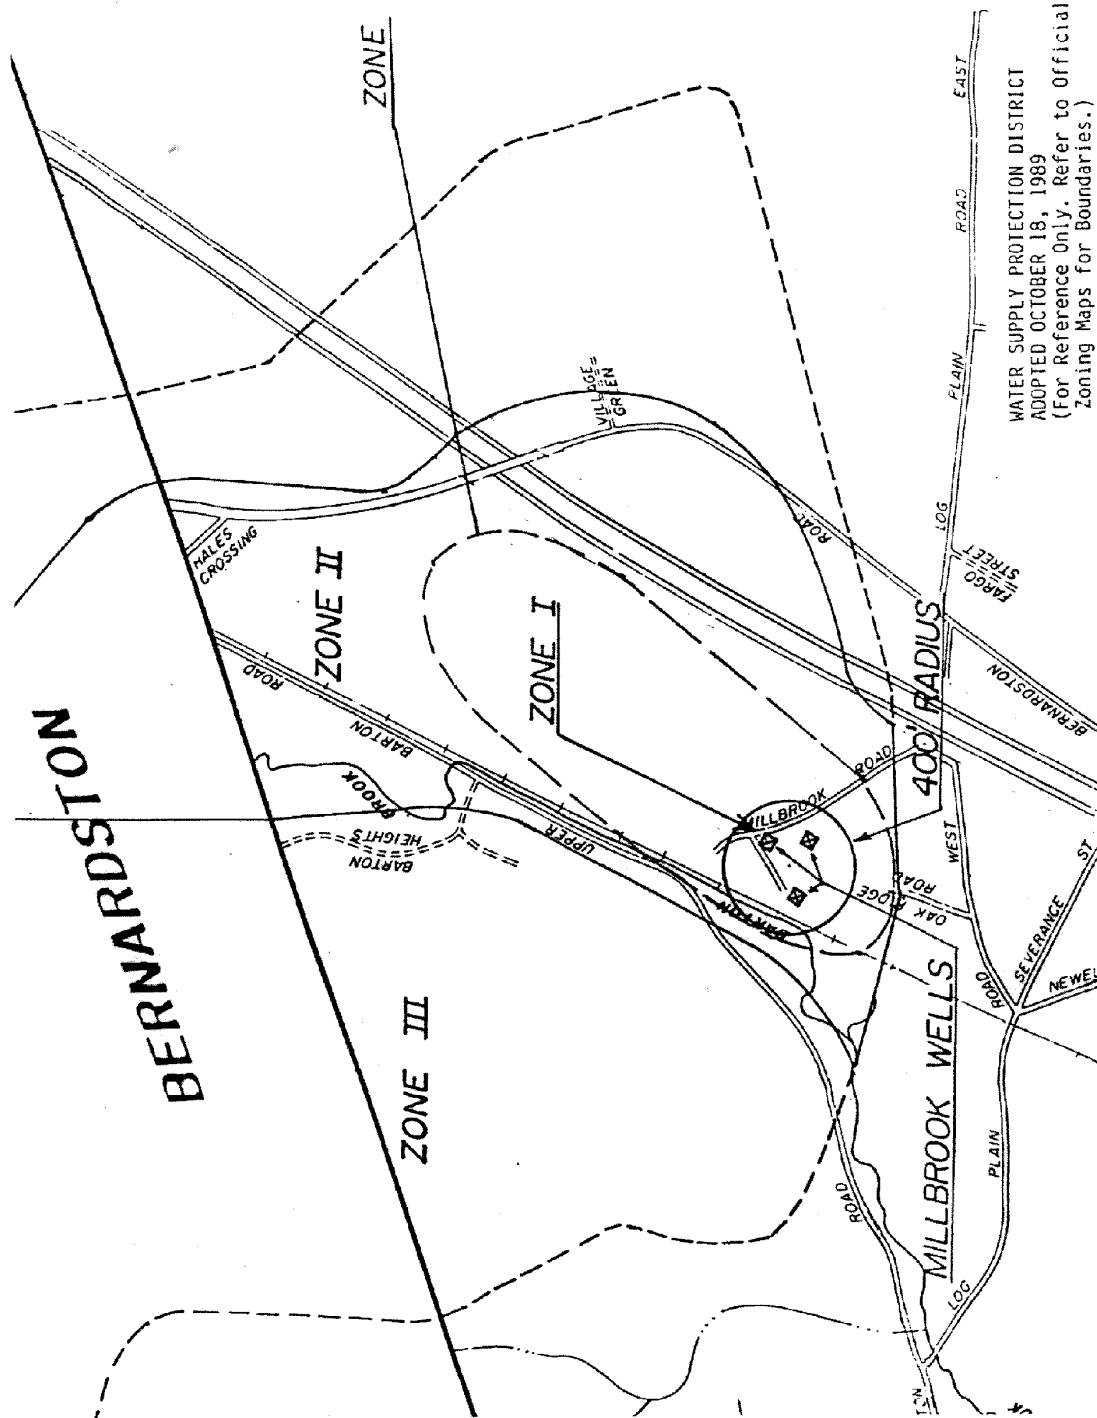 BERNARDSTON
ZONE
ZONE II
ZONE I
ZONE III
HALES
CROSSING
VILLAGE
GREEN
ROAD
BARTON
BROOK
BARTON
HEIGHTS
UPPER
BARTON
MILLBROOK
ROAD
ROAD
400' RADIUS
OAK RIDGE
ROAD
WEST
LOG
PLAIN
ROAD
EAST
FARGO
STREET
BERNARDSTON
MILLBROOK WELLS
ROAD
SEVERANCE
ST
PLAIN
LOG
ROAD
WATER SUPPLY PROTECTION DISTRICT
ADOPTED OCTOBER 18, 1989
(For Reference Only. Refer to Official
Zoning Maps for Boundaries.)